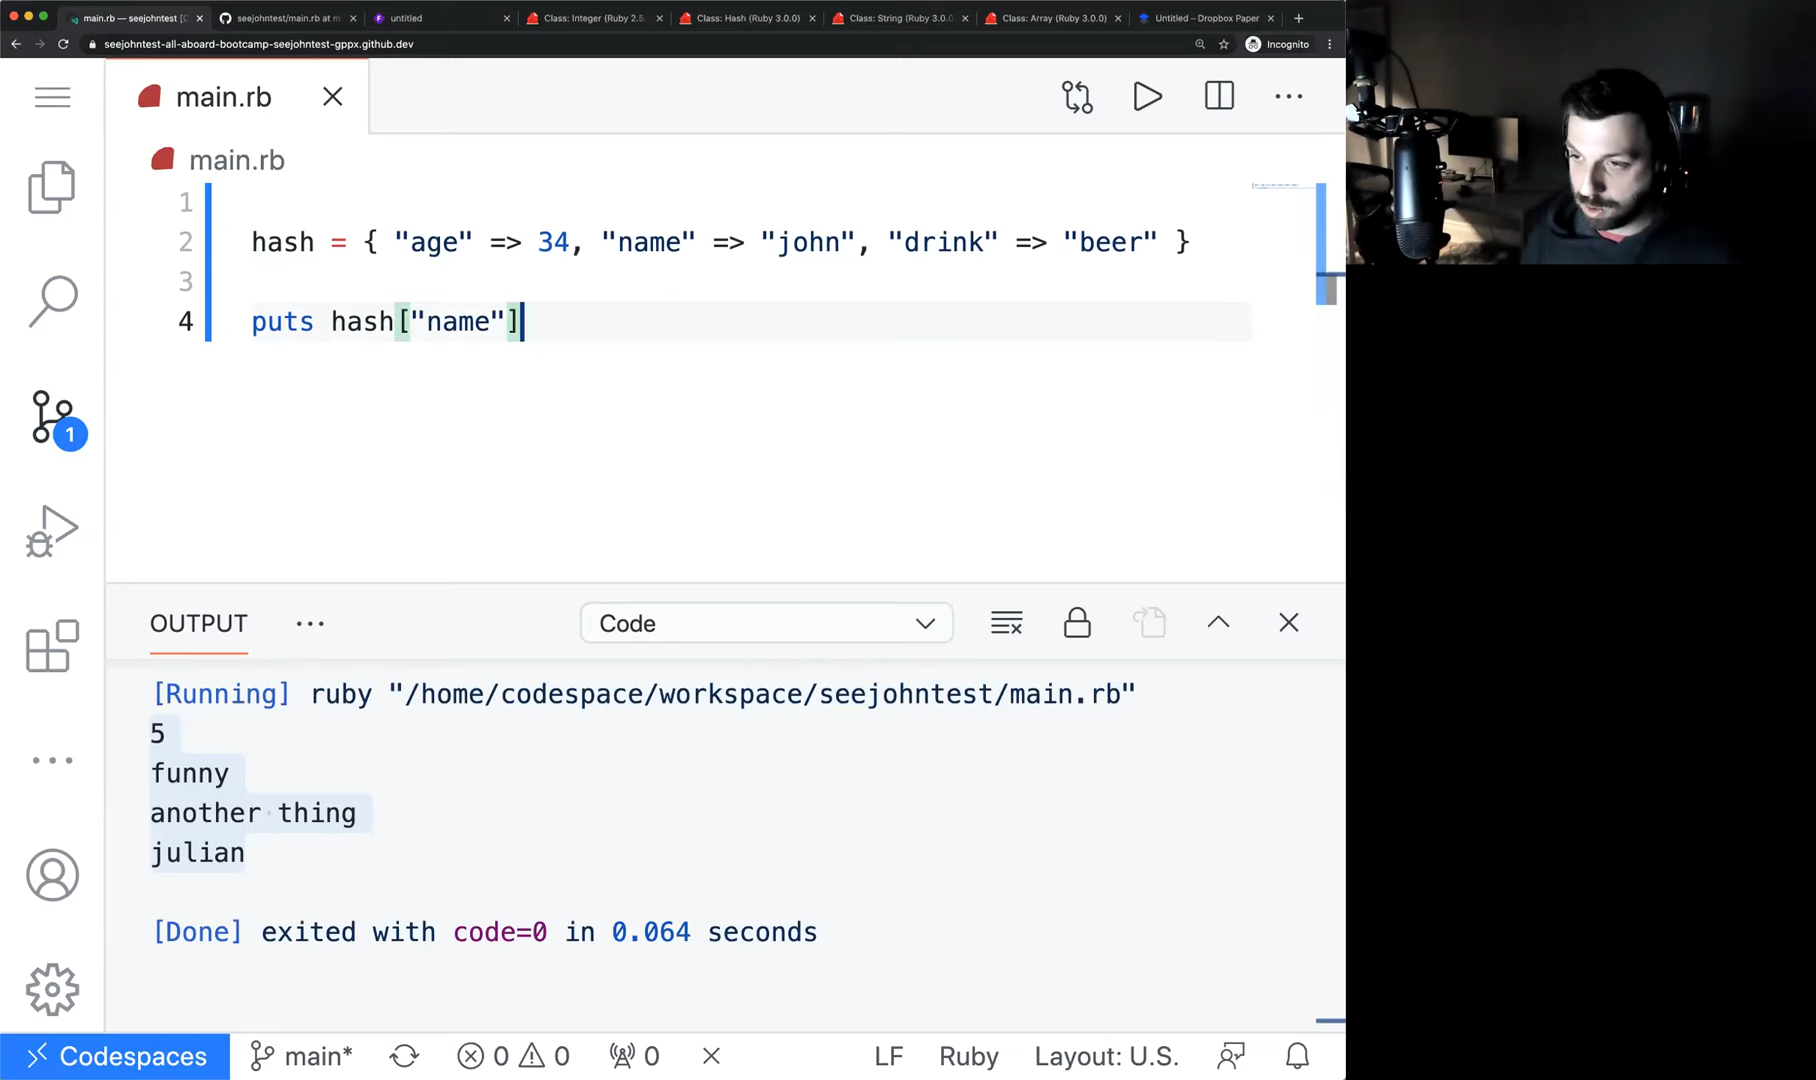 main.rb — seejohntest [C
seejohntest/main.rb at m
untitled
Class: Integer (Ruby 2.5.
Class: Hash (Ruby 3.0.0)
Class: String (Ruby 3.0.0)
Class: Array (Ruby 3.0.0)
Untitled – Dropbox Paper
seejohntest-all-aboard-bootcamp-seejohntest-gppx.github.dev
Incognito
main.rb
main.rb
1
2 hash = { "age" => 34, "name" => "john", "drink" => "beer" }
3
4 puts hash["name"]
1
OUTPUT
Code
[Running] ruby "/home/codespace/workspace/seejohntest/main.rb"
5
funny
another thing
julian
[Done] exited with code=0 in 0.064 seconds
Codespaces
main*
0
0
0
LF
Ruby
Layout: U.S.